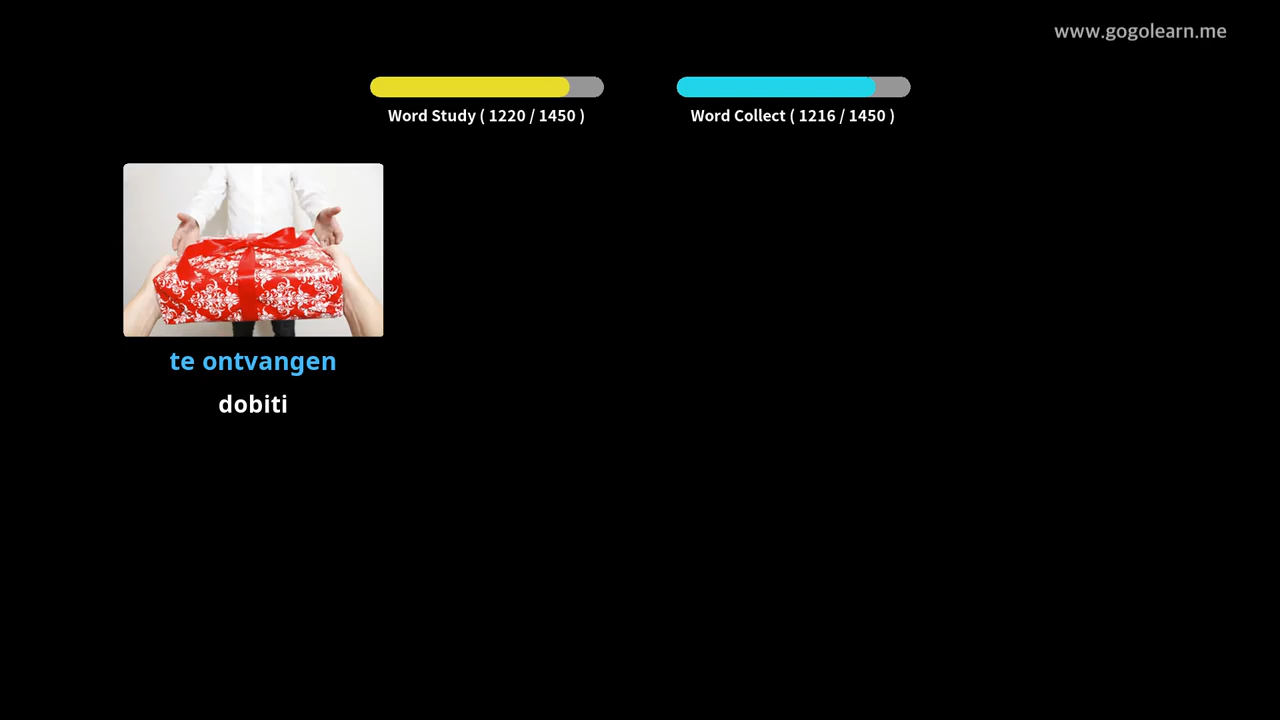 www.gogolearn.me
Word Study ( 1220 / 1450 )
Word Collect ( 1216 / 1450 )
te ontvangen
dobiti